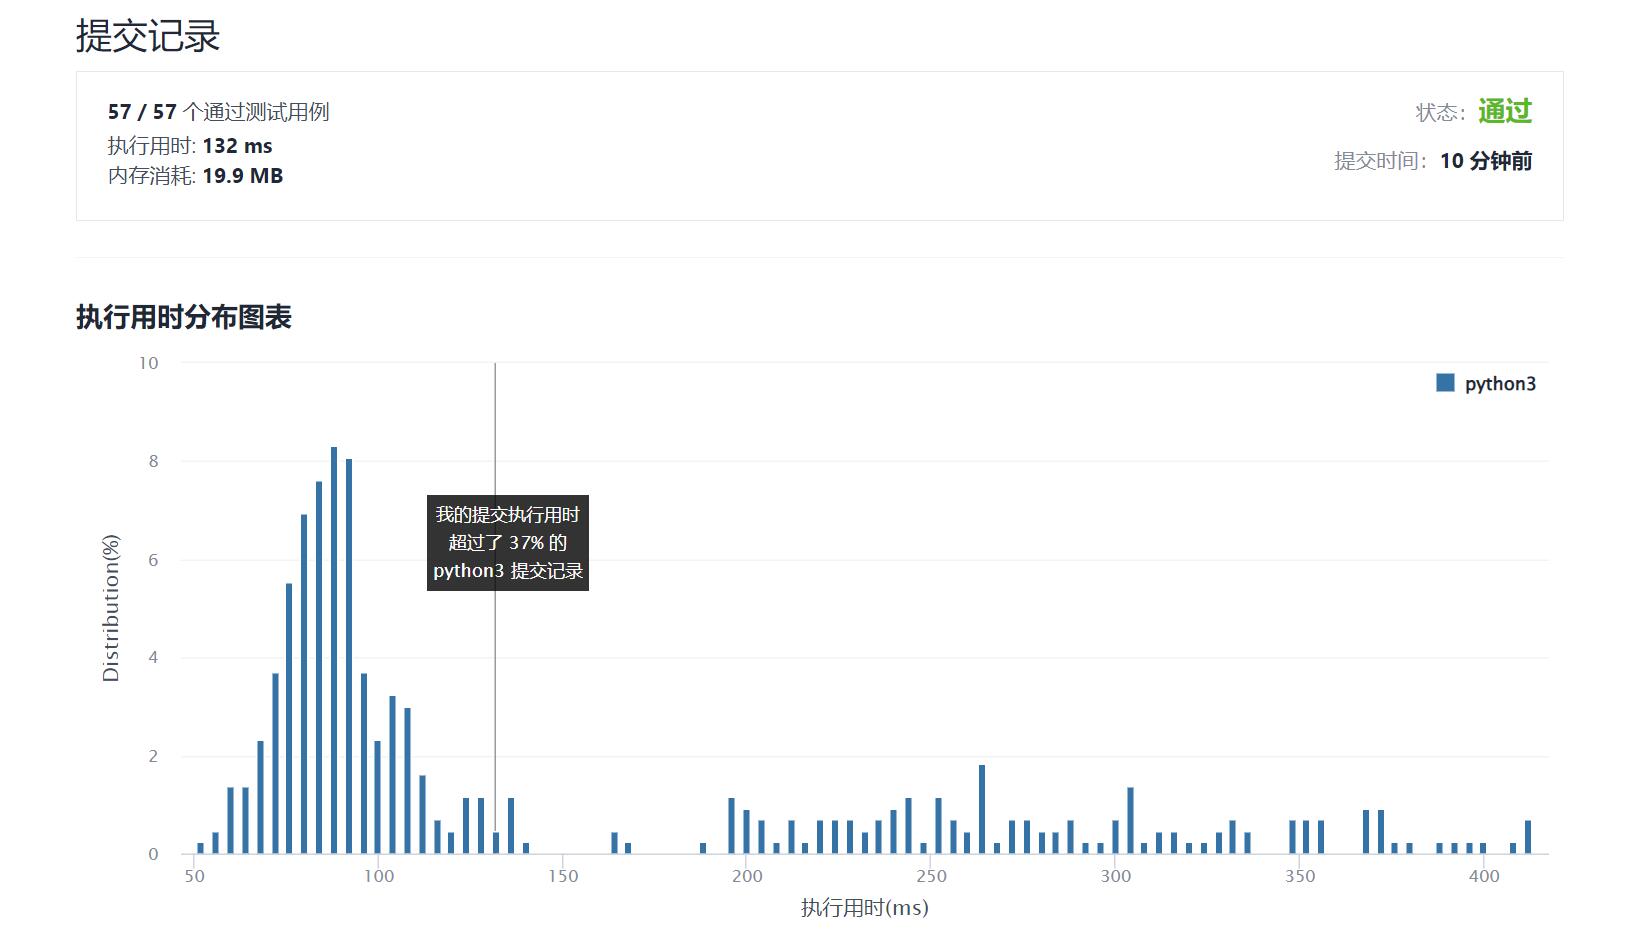 提交记录
57 / 57 个通过测试用例
状态：通过
执行用时: 132 ms
提交时间：10 分钟前
内存消耗: 19.9 MB
执行用时分布图表
10
8
6
4
2
0
Distribution(%)
python3
我的提交执行用时
超过了 37% 的
python3 提交记录
50 100 150 200 250 300 350 400
执行用时(ms)